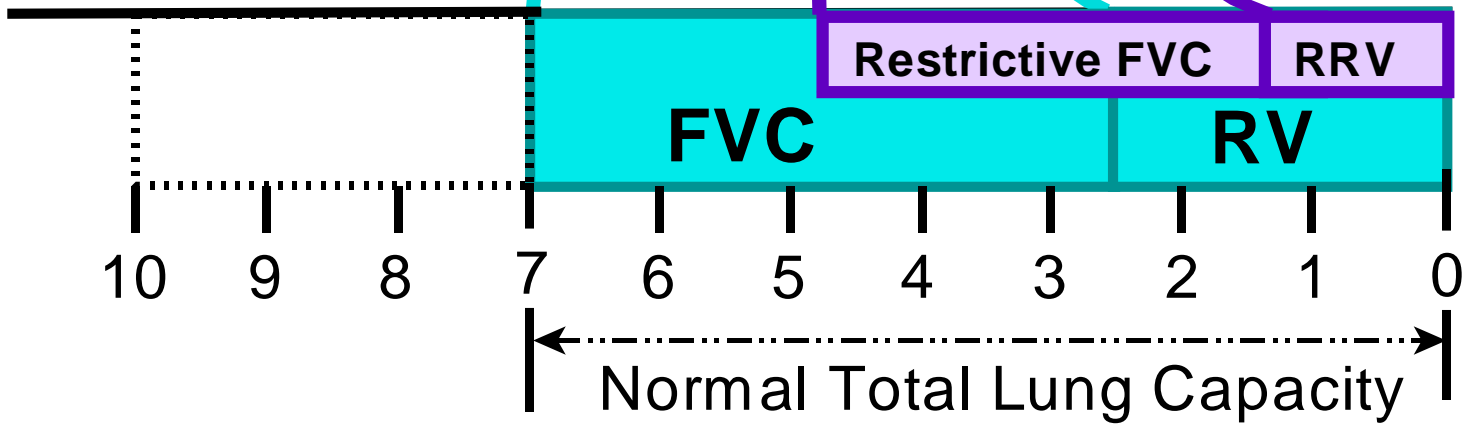 Restrictive FVC RRV
FVC RV
10 9 8 7 6 5 4 3 2 1 0
Normal Total Lung Capacity